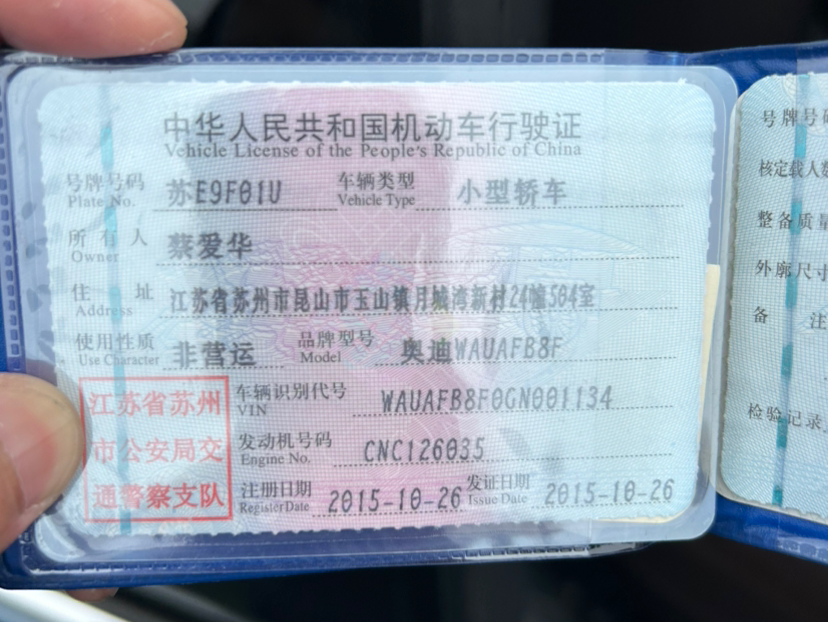 中华人民共和国机动车行驶证
Vehicle License of the People's Republic of China
号牌号码 苏E9F01U 车辆类型 小型轿车
Plate No. Vehicle Type
所有人 蔡爱华
Owner
住址 江苏省苏州市昆山市玉山镇月城湾新村24幢504室
Address
使用性质 非营运 品牌型号 奥迪WAUAFB8F
Use Character Model
江苏省苏州 车辆识别代号 WAUAFB8F0GN001134
VIN
市公安局交 发动机号码 CNC126035
Engine No.
通警察支队 注册日期 2015-10-26 发证日期 2015-10-26
Register Date Issue Date
号牌号码
核定载人数
整备质量
外廓尺寸
备注
检验记录